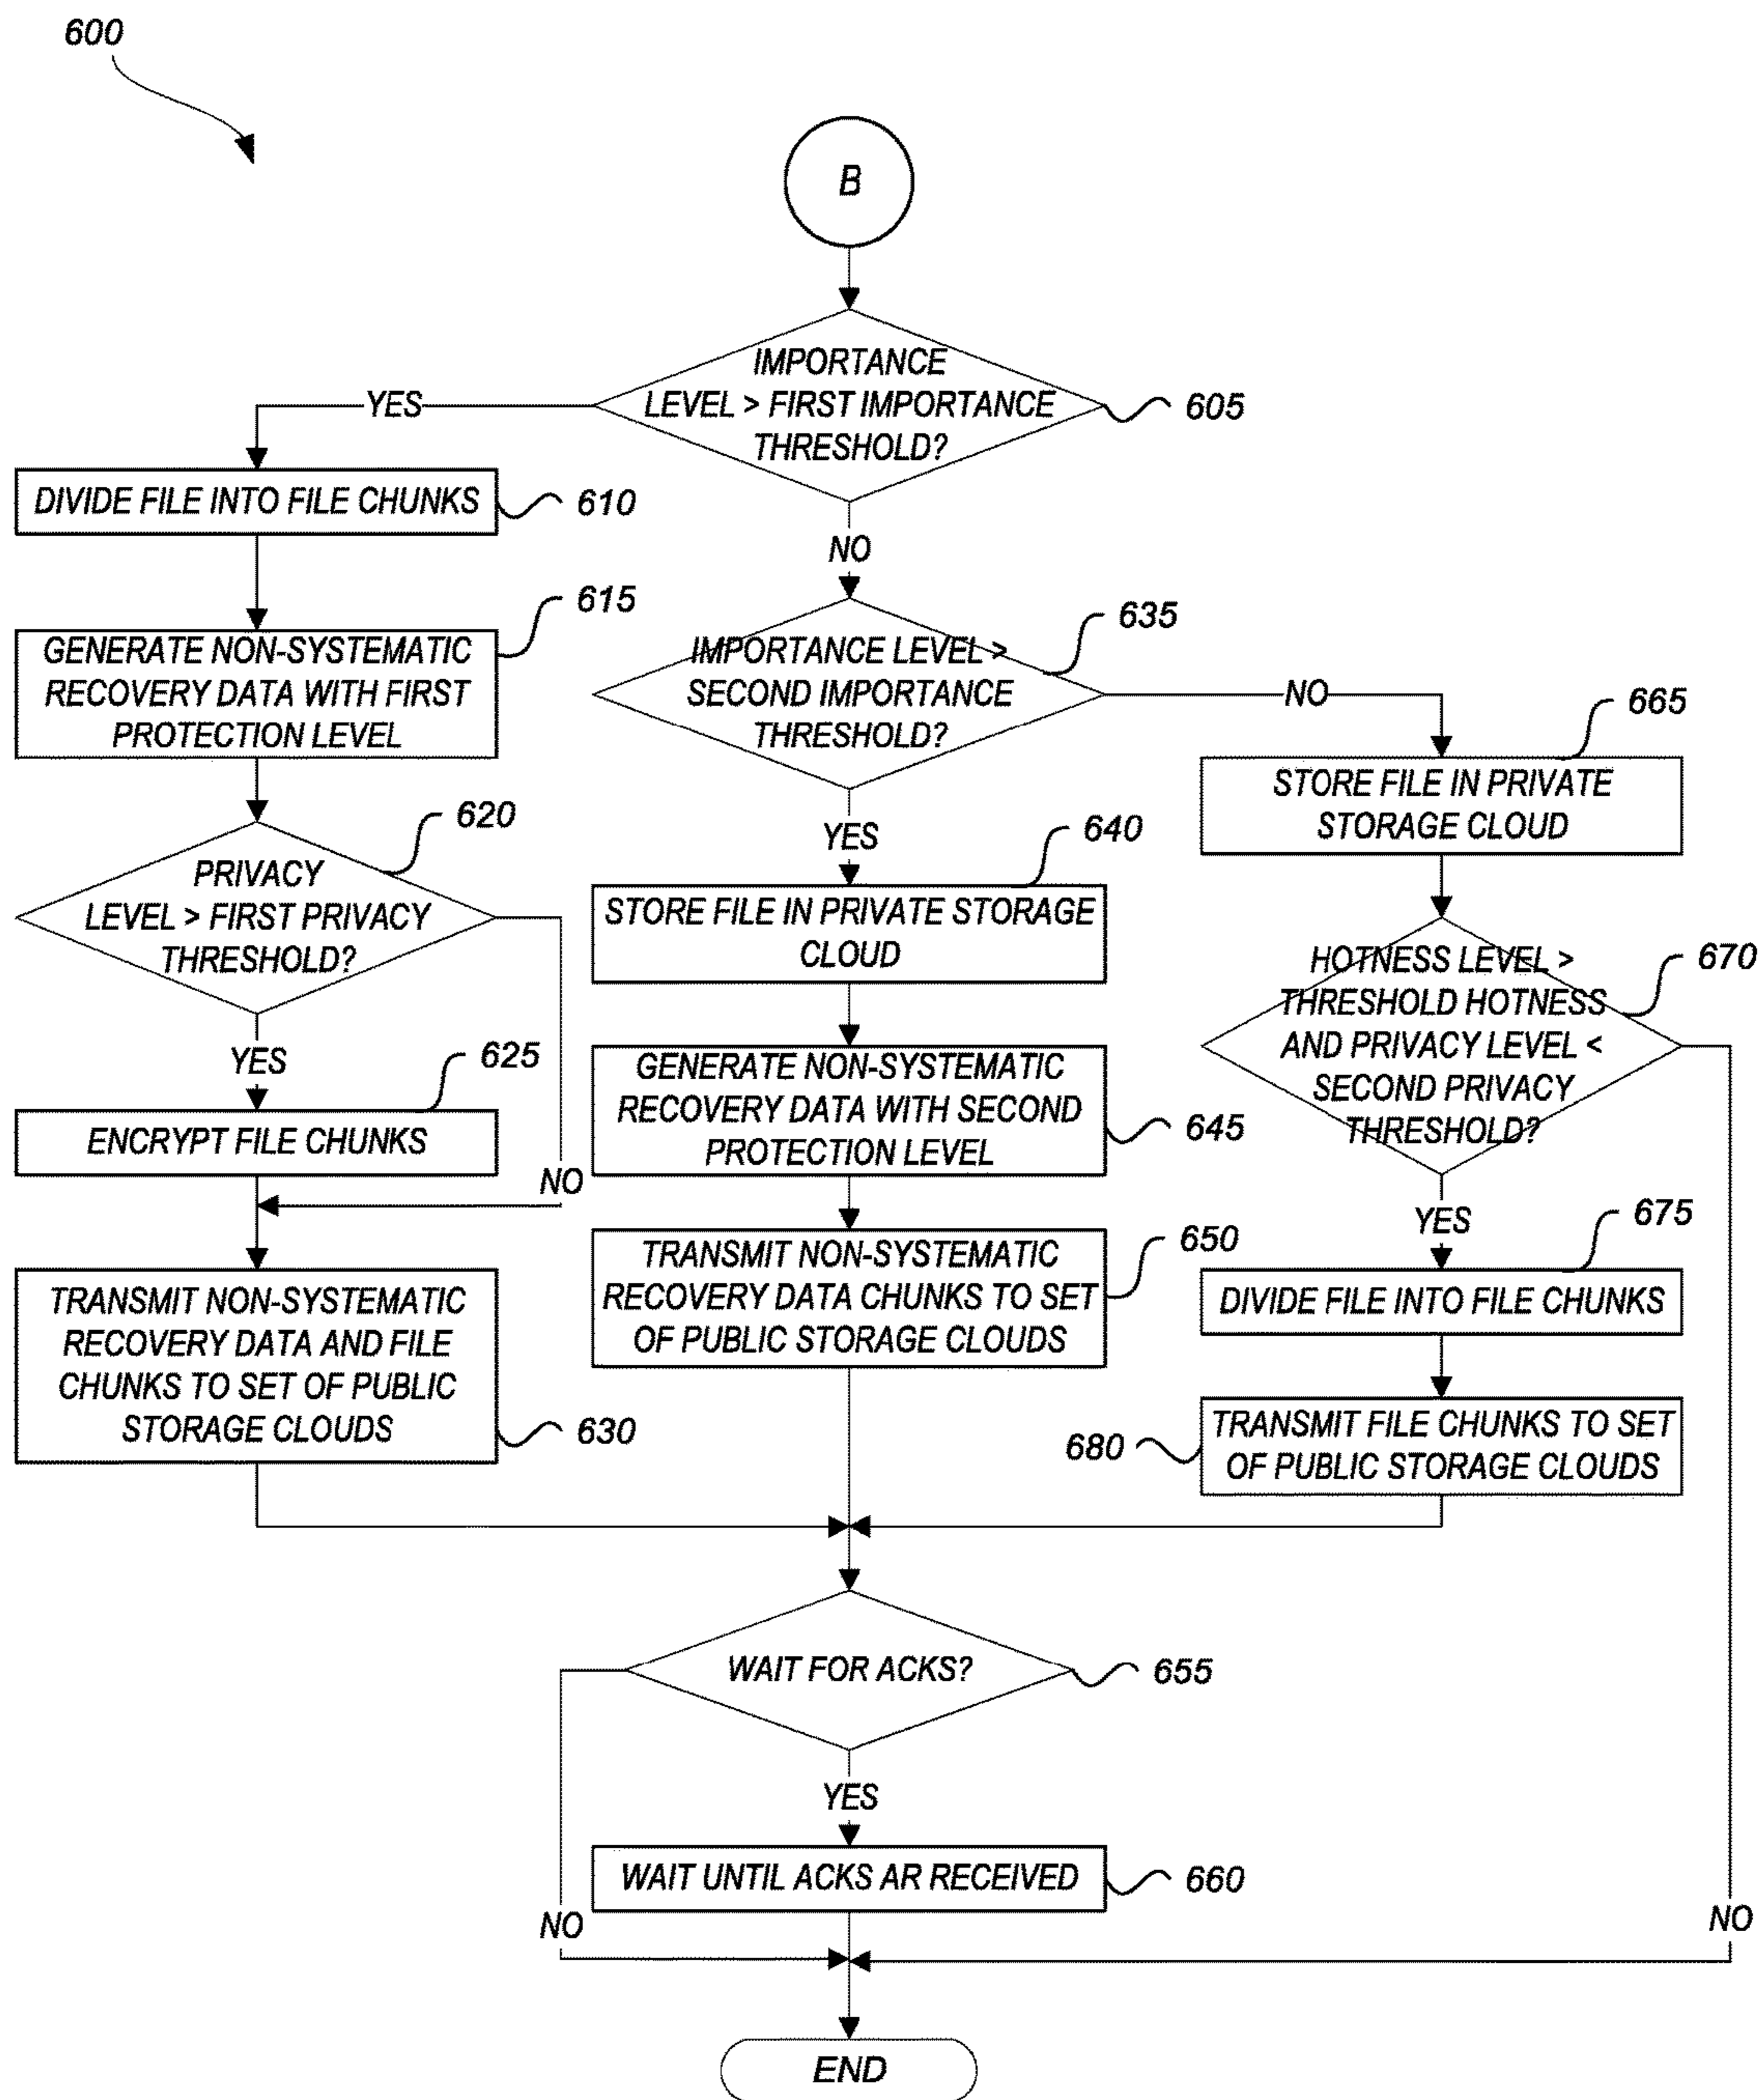 600
B
IMPORTANCE
LEVEL > FIRST IMPORTANCE
THRESHOLD?
605
YES
NO
DIVIDE FILE INTO FILE CHUNKS
610
GENERATE NON-SYSTEMATIC
RECOVERY DATA WITH FIRST
PROTECTION LEVEL
615
PRIVACY
LEVEL > FIRST PRIVACY
THRESHOLD?
620
YES
NO
ENCRYPT FILE CHUNKS
625
TRANSMIT NON-SYSTEMATIC
RECOVERY DATA AND FILE
CHUNKS TO SET OF PUBLIC
STORAGE CLOUDS
630
IMPORTANCE LEVEL >
SECOND IMPORTANCE
THRESHOLD?
635
YES
NO
STORE FILE IN PRIVATE STORAGE
CLOUD
640
GENERATE NON-SYSTEMATIC
RECOVERY DATA WITH SECOND
PROTECTION LEVEL
645
TRANSMIT NON-SYSTEMATIC
RECOVERY DATA CHUNKS TO SET
OF PUBLIC STORAGE CLOUDS
650
STORE FILE IN PRIVATE
STORAGE CLOUD
665
HOTNESS LEVEL >
THRESHOLD HOTNESS
AND PRIVACY LEVEL <
SECOND PRIVACY
THRESHOLD?
670
YES
NO
DIVIDE FILE INTO FILE CHUNKS
675
TRANSMIT FILE CHUNKS TO SET
OF PUBLIC STORAGE CLOUDS
680
WAIT FOR ACKS?
655
YES
NO
WAIT UNTIL ACKS AR RECEIVED
660
END